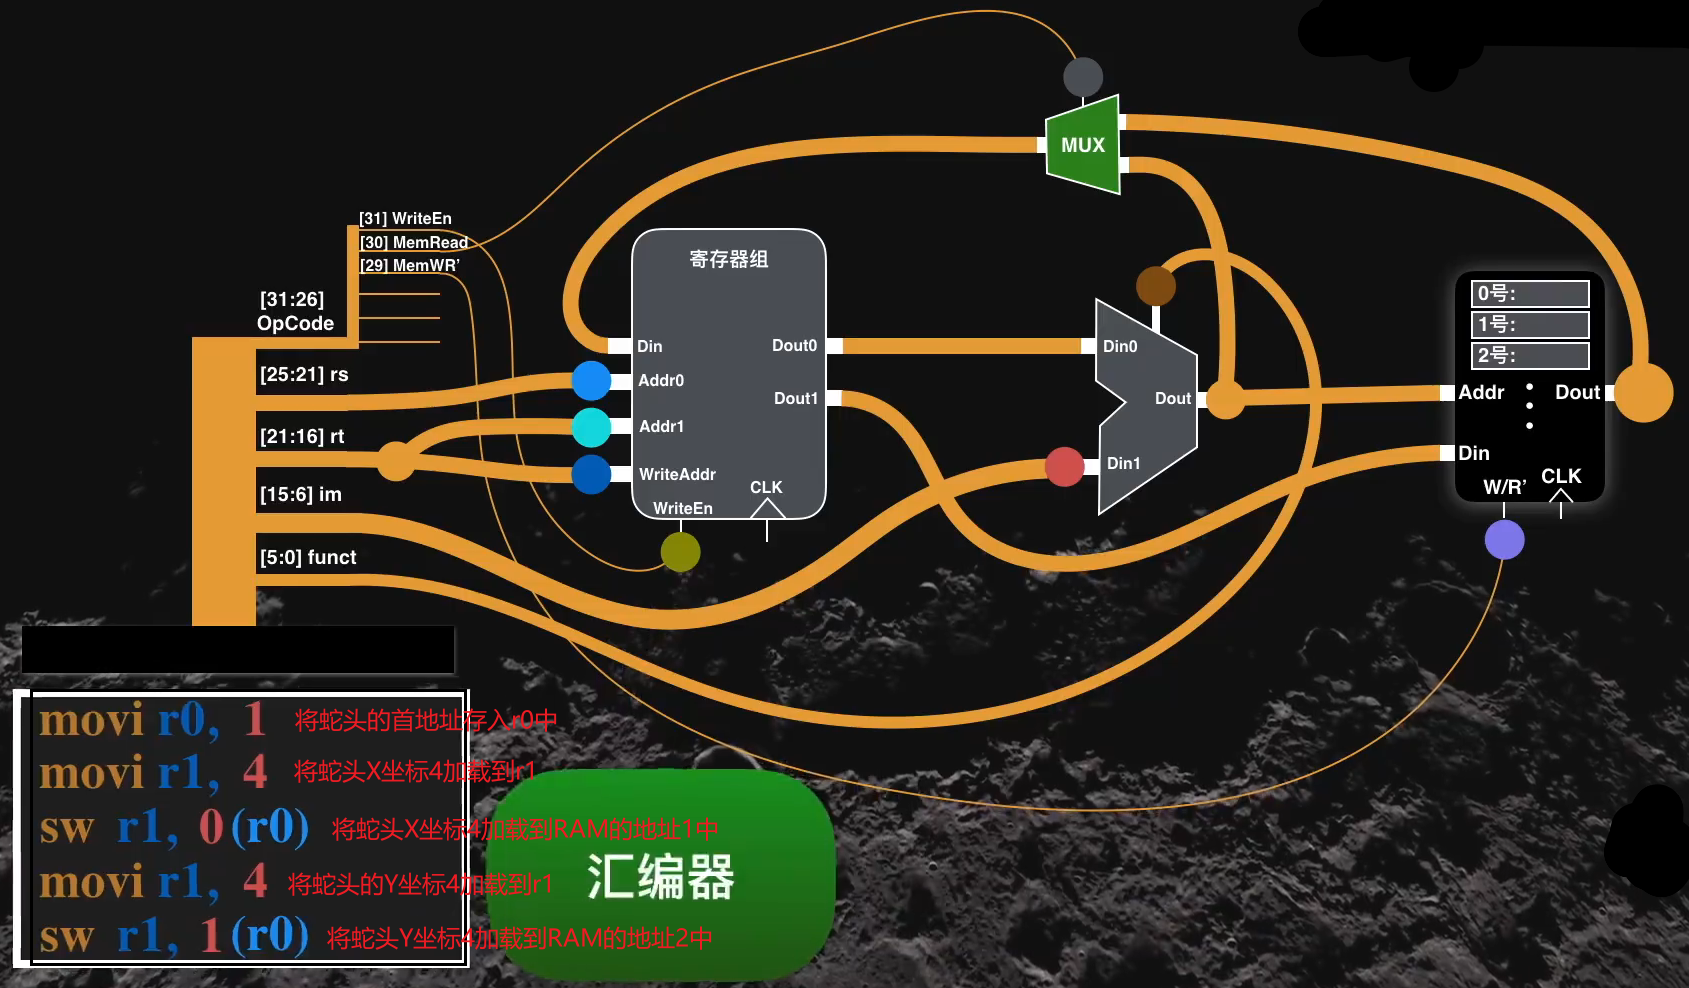 MUX
[31] WriteEn
[30] MemRead
[29] MemWR’
[31:26]
OpCode
[25:21] rs
[21:16] rt
[15:6] im
[5:0] funct
寄存器组
Din
Addr0
Addr1
WriteAddr
WriteEn
CLK
Dout0
Dout1
Din0
Din1
Dout
0号:
1号:
2号:
Addr
Dout
Din
W/R’
CLK
movi r0, 1 将蛇头的首地址存入r0中
movi r1, 4 将蛇头X坐标4加载到r1
sw r1, 0(r0) 将蛇头X坐标4加载到RAM的地址1中
movi r1, 4 将蛇头的Y坐标4加载到r1
sw r1, 1(r0) 将蛇头Y坐标4加载到RAM的地址2中
汇编器